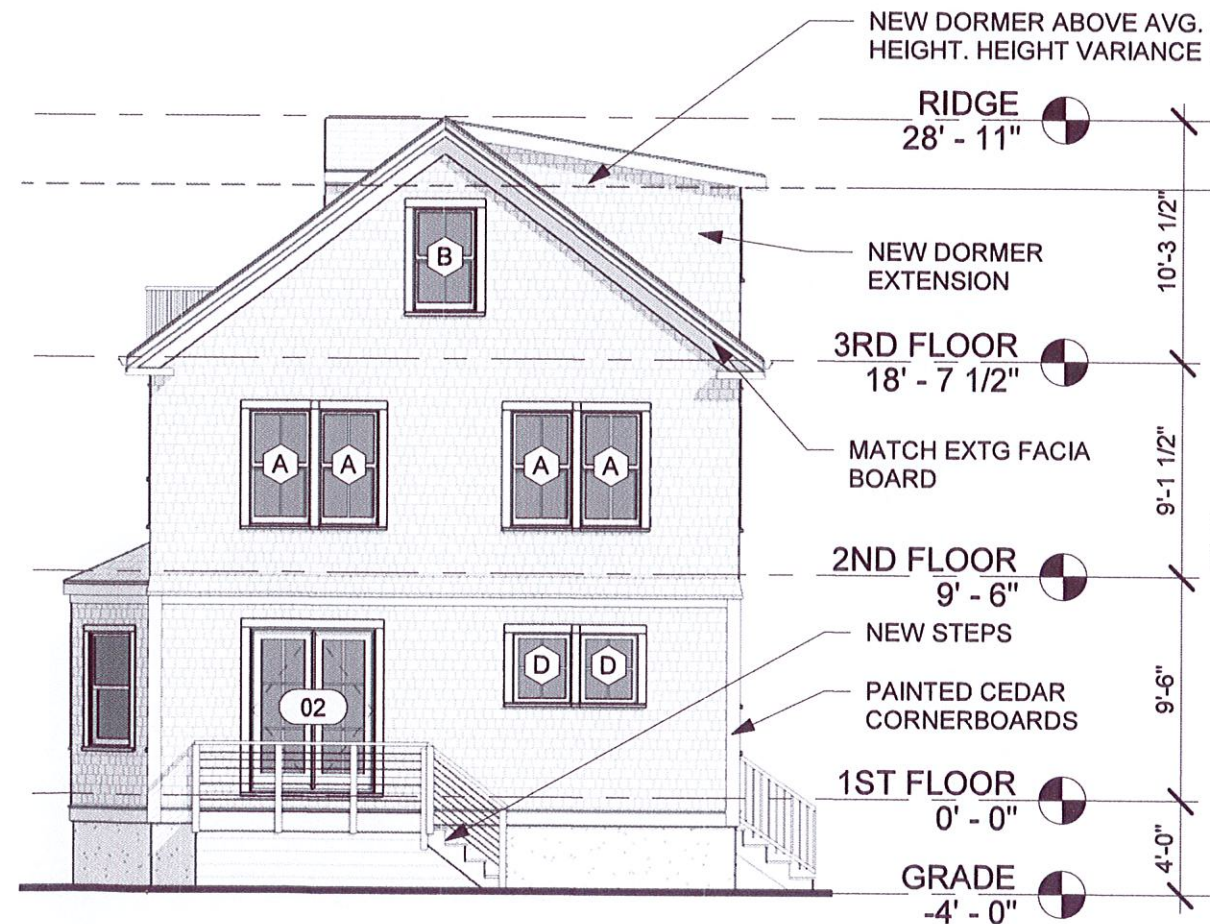 NEW DORMER ABOVE AVG.
HEIGHT. HEIGHT VARIANCE
RIDGE
28' - 11"
10'-3 1/2"
B
NEW DORMER
EXTENSION
3RD FLOOR
18' - 7 1/2"
A A A A
MATCH EXTG FACIA
BOARD
9'-1 1/2"
2ND FLOOR
9' - 6"
NEW STEPS
D D
02
PAINTED CEDAR
CORNERBOARDS
9'-6"
1ST FLOOR
0' - 0"
4'-0"
GRADE
-4' - 0"